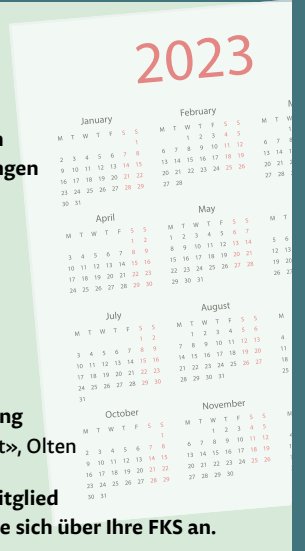 2023
January
M T W T F S S
1
2 3 4 5 6 7 8
9 10 11 12 13 14 15
16 17 18 19 20 21 22
23 24 25 26 27 28 29
30 31
February
M T W T F S S
1 2 3 4 5
6 7 8 9 10 11 12
13 14 15 16 17 18 19
20 21 22 23 24 25 26
27 28
April
M T W T F S S
1 2
3 4 5 6 7 8 9
10 11 12 13 14 15 16
17 18 19 20 21 22 23
24 25 26 27 28 29 30
May
M T W T F S S
1 2 3 4 5 6 7
8 9 10 11 12 13 14
15 16 17 18 19 20 21
22 23 24 25 26 27 28
29 30 31
July
M T W T F S S
1 2
3 4 5 6 7 8 9
10 11 12 13 14 15 16
17 18 19 20 21 22 23
24 25 26 27 28 29 30
31
August
M T W T F S S
1 2 3 4 5 6
7 8 9 10 11 12 13
14 15 16 17 18 19 20
21 22 23 24 25 26 27
28 29 30 31
October
M T W T F S S
1
2 3 4 5 6 7 8
9 10 11 12 13 14 15
16 17 18 19 20 21 22
23 24 25 26 27 28 29
30 31
November
M T W T F S S
1 2 3 4 5
6 7 8 9 10 11 12
13 14 15 16 17 18 19
20 21 22 23 24 25 26
27 28 29 30
n
ngen
ng
t», Olten
itglied
e sich über Ihre FKS an.